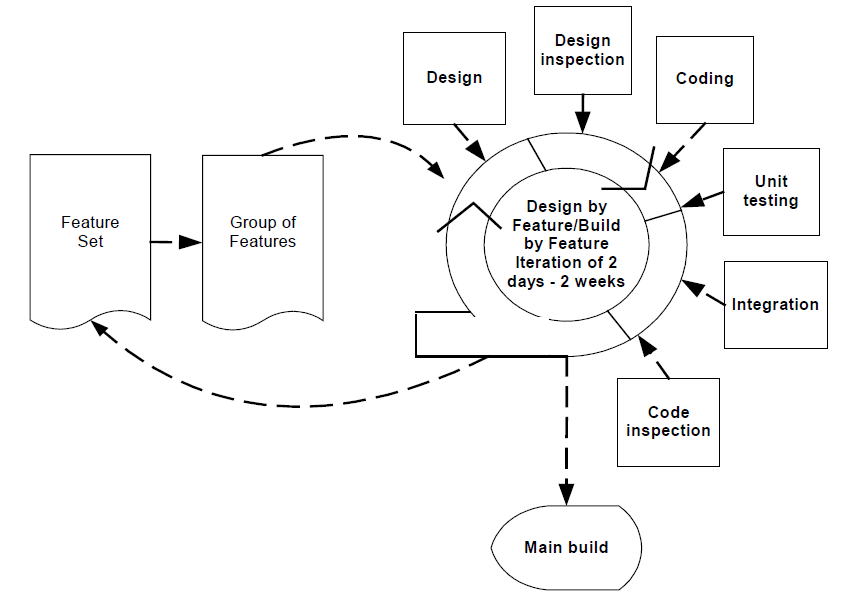 Design
Design
inspection
Coding
Feature
Set
Group of
Features
Design by
Feature/Build
by Feature
Iteration of 2
days - 2 weeks
Unit
testing
Integration
Code
inspection
Main build